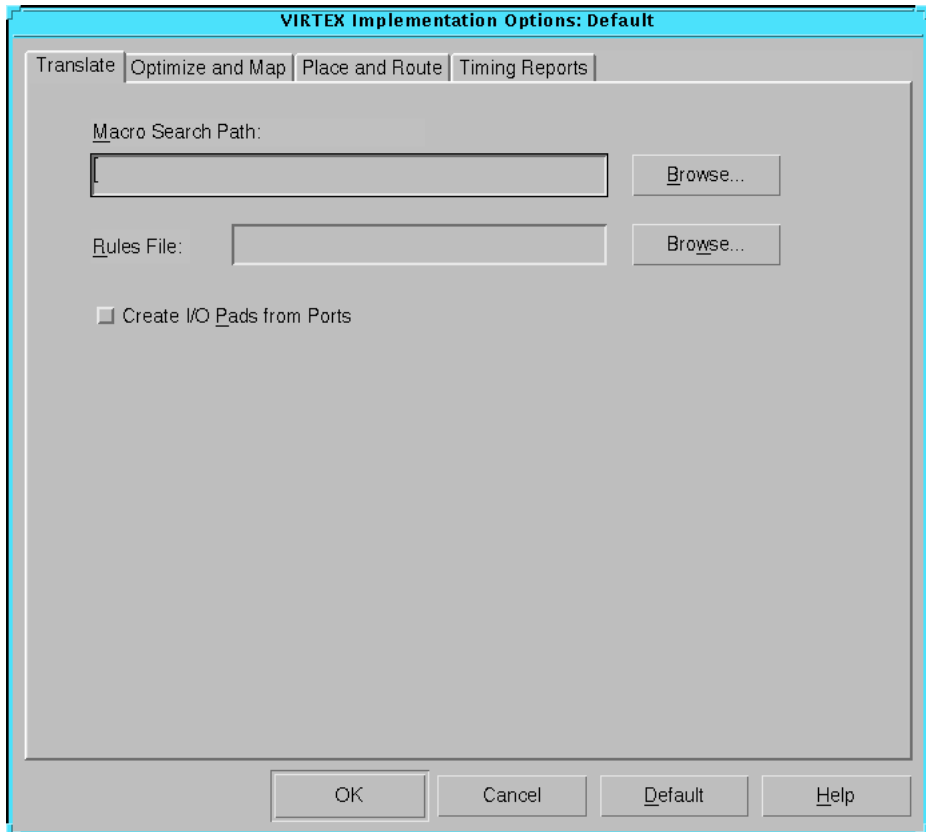 VIRTEX Implementation Options: Default
Translate Optimize and Map Place and Route Timing Reports
Macro Search Path:
Browse...
Rules File: Browse...
Create I/O Pads from Ports
OK Cancel Default Help